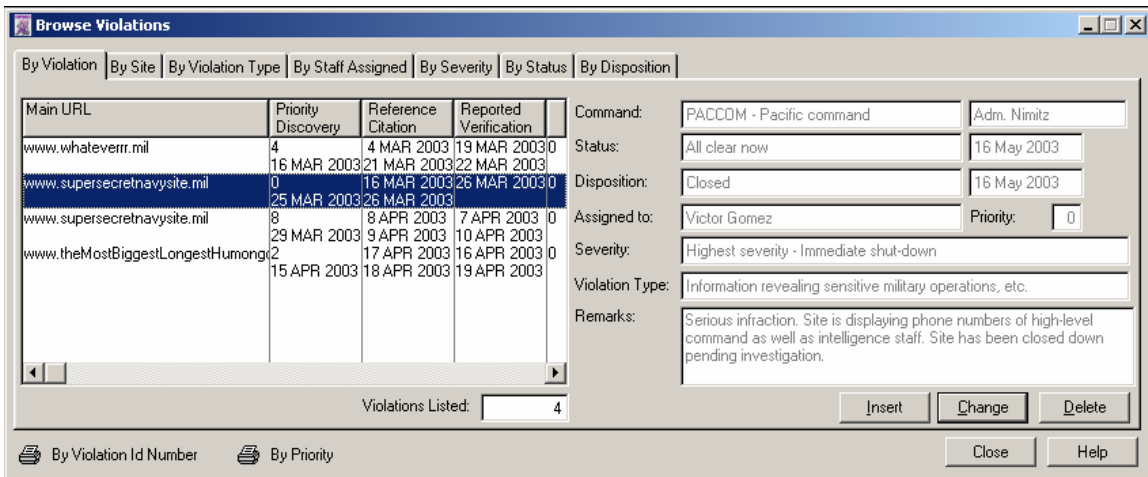 Browse Violations
By Violation By Site By Violation Type By Staff Assigned By Severity By Status By Disposition
Main URL Priority Discovery Reference Citation Reported Verification
www.whateverrr.mil 4 4 MAR 2003 19 MAR 2003 0
16 MAR 2003 21 MAR 2003 22 MAR 2003
www.supersecretnavysite.mil 0 16 MAR 2003 26 MAR 2003 0
25 MAR 2003 26 MAR 2003
www.supersecretnavysite.mil 8 8 APR 2003 7 APR 2003 0
29 MAR 2003 9 APR 2003 10 APR 2003
www.theMostBiggestLongestHumongo 2 17 APR 2003 16 APR 2003 0
15 APR 2003 18 APR 2003 19 APR 2003
Violations Listed: 4
Command: PACCOM - Pacific command Adm. Nimitz
Status: All clear now 16 May 2003
Disposition: Closed 16 May 2003
Assigned to: Victor Gomez Priority: 0
Severity: Highest severity - Immediate shut-down
Violation Type: Information revealing sensitive military operations, etc.
Remarks: Serious infraction. Site is displaying phone numbers of high-level
command as well as intelligence staff. Site has been closed down
pending investigation.
Insert Change Delete
By Violation Id Number By Priority Close Help